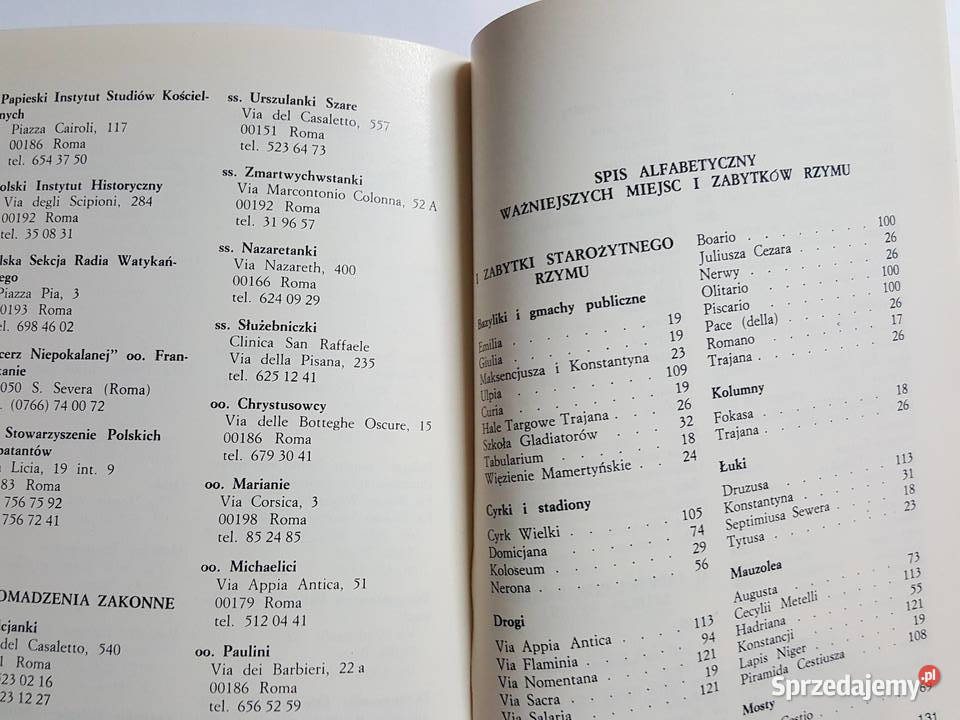 Papieski Instytut Studiów Kościel-
nych
Piazza Cairoli, 117
00186 Roma
tel. 654 37 50
olski Instytut Historyczny
Via degli Scipioni, 284
00192 Roma
el. 35 08 31
lska Sekcja Radia Watykań-
ego
Piazza Pia, 3
0193 Roma
el. 698 46 02
cerz Niepokalanej” oo. Fran-
kanie
050 S. Severa (Roma)
l. (0766) 74 00 72
Stowarzyszenie Polskich
batantów
Licia, 19 int. 9
83 Roma
756 75 92
756 72 41
OMADZENIA ZAKONNE
cjanki
del Casaletto, 540
1 Roma
523 02 16
523 12 27
ss. Urszulanki Szare
Via del Casaletto, 557
00151 Roma
tel. 523 64 73
ss. Zmartwychwstanki
Via Marcontonio Colonna, 52 A
00192 Roma
tel. 31 96 57
ss. Nazaretanki
Via Nazareth, 400
00166 Roma
tel. 624 09 29
ss. Służebniczki
Clinica San Raffaele
Via della Pisana, 235
tel. 625 12 41
oo. Chrystusowcy
Via delle Botteghe Oscure, 15
00186 Roma
tel. 679 30 41
oo. Marianie
Via Corsica, 3
00198 Roma
tel. 85 24 85
oo. Michaelici
Via Appia Antica, 51
00179 Roma
tel. 512 04 41
oo. Paulini
Via dei Barbieri, 22 a
00186 Roma
tel. 656 52 59
SPIS ALFABETYCZNY
WAŻNIEJSZYCH MIEJSC I ZABYTKÓW RZYMU
I ZABYTKI STAROŻYTNEGO
RZYMU
Bazyliki i gmachy publiczne
Emilia 19
Giulia 19
Maksencjusza i Konstantyna 23
Ulpia 109
Curia 19
Hale Targowe Trajana 26
Szkoła Gladiatorów 32
Tabularium 18
Więzienie Mamertyńskie 24
Cyrki i stadiony
Cyrk Wielki 105
Domicjana 74
Koloseum 29
Nerona 56
Drogi
Via Appia Antica 113
Via Flaminia 94
Via Nomentana 121
Via Sacra 19
Via Salaria 121
Boario 100
Juliusza Cezara 26
Nerwy 26
Olitario 100
Piscario 100
Pace (della) 26
Romano 17
Trajana 26
Kolumny
Fokasa 18
Trajana 26
Łuki
Druzusa 113
Konstantyna 31
Septimiusa Sewera 18
Tytusa 23
Mauzolea
Augusta 73
Cecylii Metelli 113
Hadriana 55
Konstancji 121
Lapis Niger 19
Piramida Cestiusza 108
Mosty
131
Sprzedajemy.pl